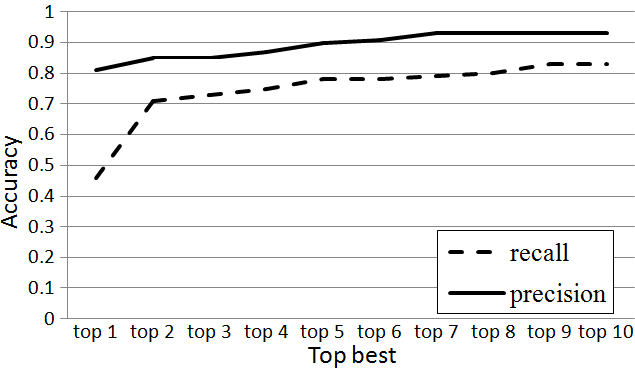 1
0.9
0.8
0.7
0.6
0.5
0.4
0.3
0.2
0.1
0
Accuracy
recall
precision
top 1 top 2 top 3 top 4 top 5 top 6 top 7 top 8 top 9 top 10
Top best